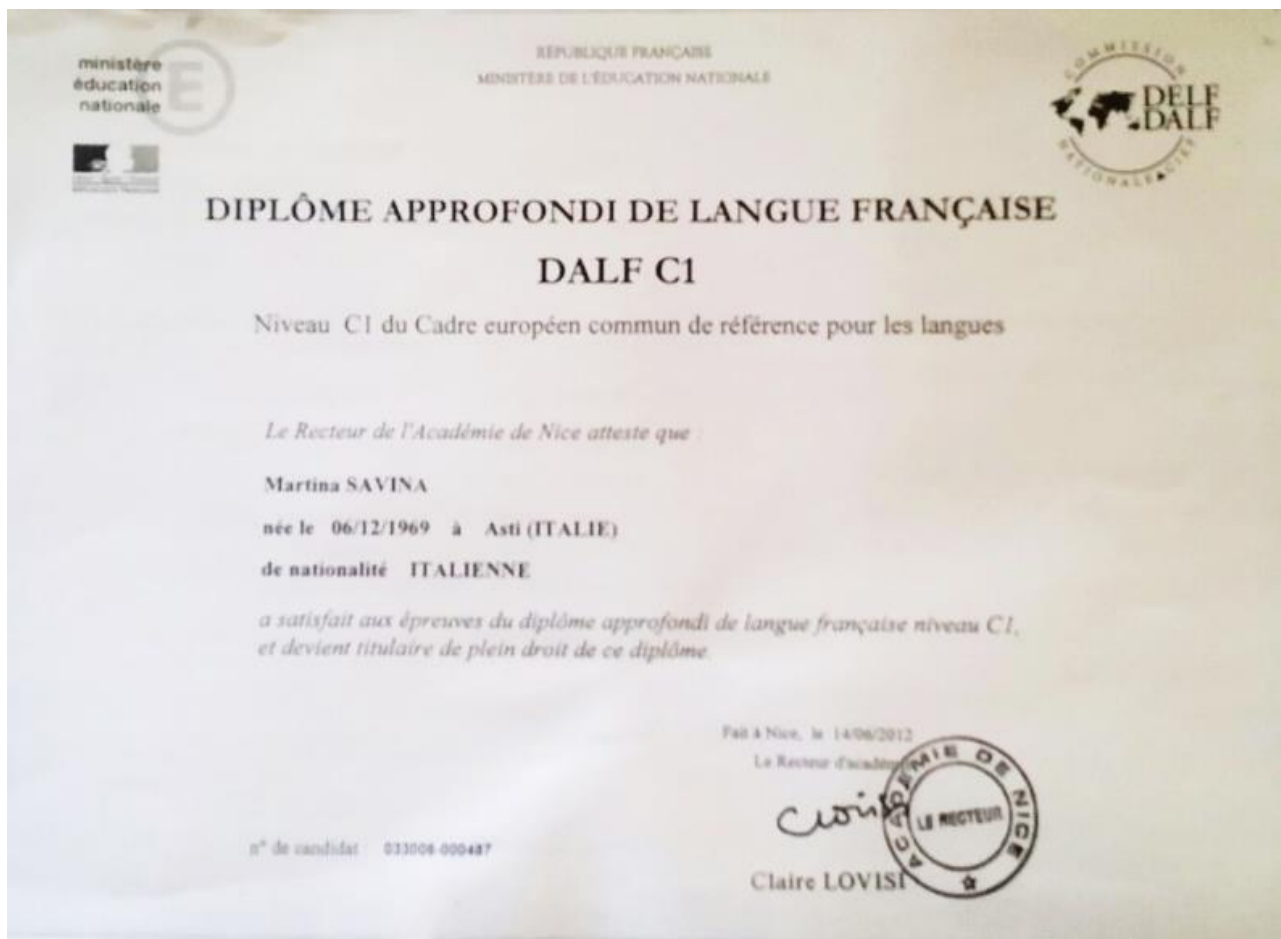 ministère
éducation
nationale
E
RÉPUBLIQUE FRANÇAISE
MINISTÈRE DE L'ÉDUCATION NATIONALE
COMMISSION
DELF
DALF
NATIONALE
DIPLÔME APPROFONDI DE LANGUE FRANÇAISE
DALF C1
Niveau C1 du Cadre européen commun de référence pour les langues
Le Recteur de l'Académie de Nice atteste que :
Martina SAVINA
née le 06/12/1969 à Asti (ITALIE)
de nationalité ITALIENNE
a satisfait aux épreuves du diplôme approfondi de langue française niveau C1,
et devient titulaire de plein droit de ce diplôme.
Fait à Nice, le 14/06/2012
Le Recteur d'académie
ACADÉMIE DE NICE
LE RECTEUR
n° de candidat : 033006-000487
Claire LOVISI